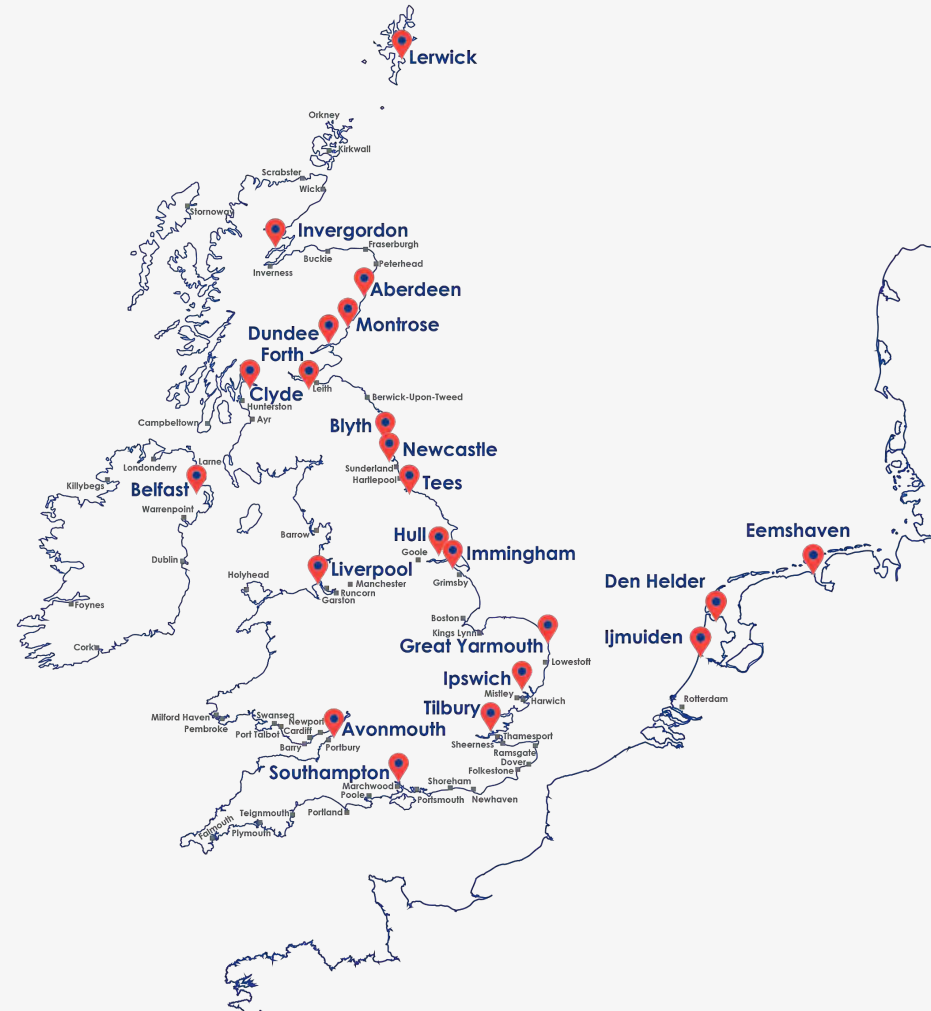 Lerwick
Orkney
Kirkwall
Scrabster
Wick
Stornoway
Invergordon
Fraserburgh
Buckie
Peterhead
Inverness
Aberdeen
Montrose
Dundee
Forth
Leith
Clyde
Berwick-Upon-Tweed
Hunterston
Ayr
Campbeltown
Blyth
Newcastle
Londonderry
Larne
Sunderland
Hartlepool
Tees
Killybegs
Belfast
Warrenpoint
Barrow
Hull
Immingham
Eemshaven
Goole
Dublin
Liverpool
Holyhead
Manchester
Grimsby
Den Helder
Runcorn
Garston
Foynes
Boston
Kings Lynn
Ijmuiden
Great Yarmouth
Cork
Lowestoft
Ipswich
Mistley
Harwich
Rotterdam
Tilbury
Milford Haven
Pembroke
Swansea
Newport
Port Talbot
Cardiff
Avonmouth
Barry
Portbury
Thamesport
Sheerness
Ramsgate
Dover
Folkestone
Southampton
Marchwood
Shoreham
Poole
Portsmouth
Newhaven
Teignmouth
Portland
Falmouth
Plymouth